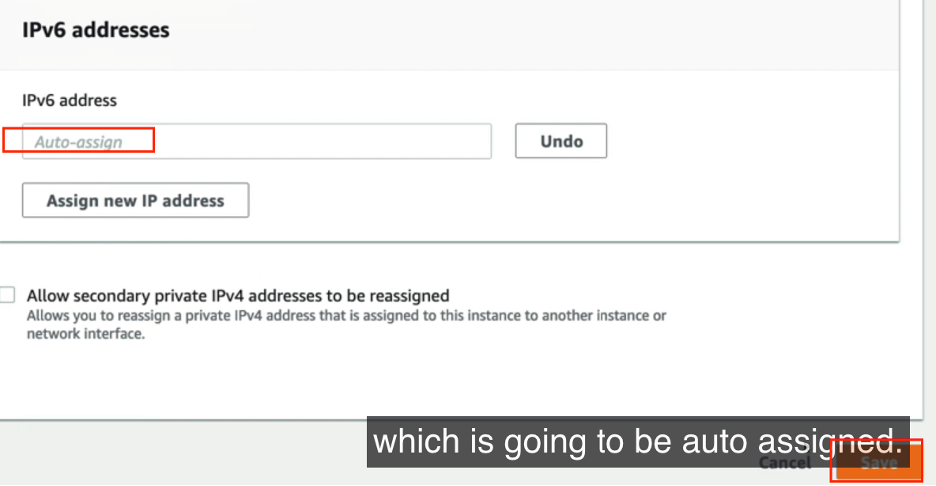 IPv6 addresses
IPv6 address
Auto-assign
Undo
Assign new IP address
Allow secondary private IPv4 addresses to be reassigned
Allows you to reassign a private IPv4 address that is assigned to this instance to another instance or
network interface.
which is going to be auto assigned.
Cancel
Save